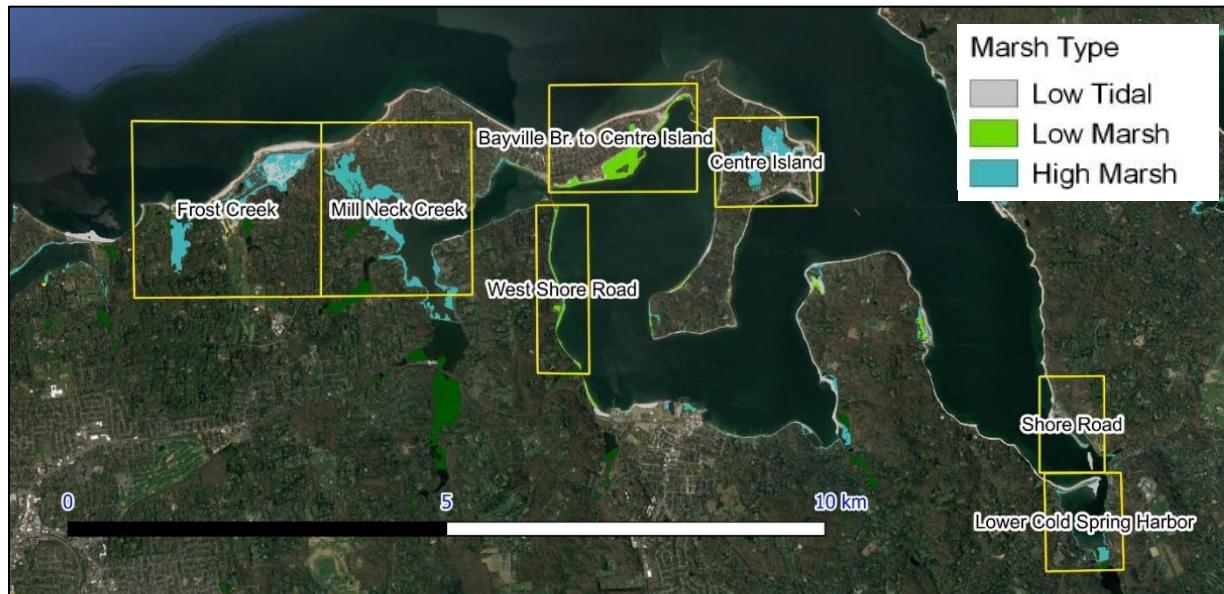 Marsh Type
Low Tidal
Low Marsh
High Marsh
Bayville Br. to Centre Island
Centre Island
Frost Creek
Mill Neck Creek
West Shore Road
Shore Road
Lower Cold Spring Harbor
0
5
10 km